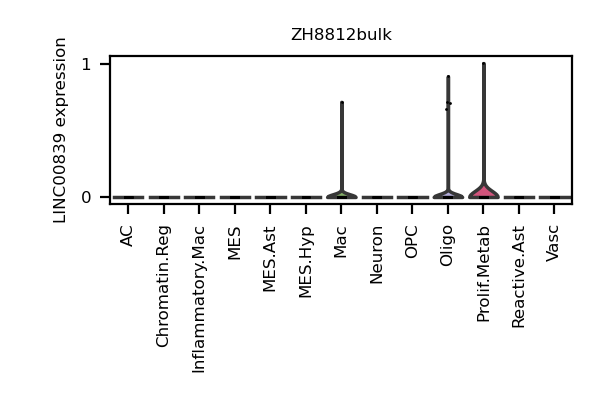 ZH8812bulk
LINC00839 expression
1
0
AC
Chromatin.Reg
Inflammatory.Mac
MES
MES.Ast
MES.Hyp
Mac
Neuron
OPC
Oligo
Prolif.Metab
Reactive.Ast
Vasc